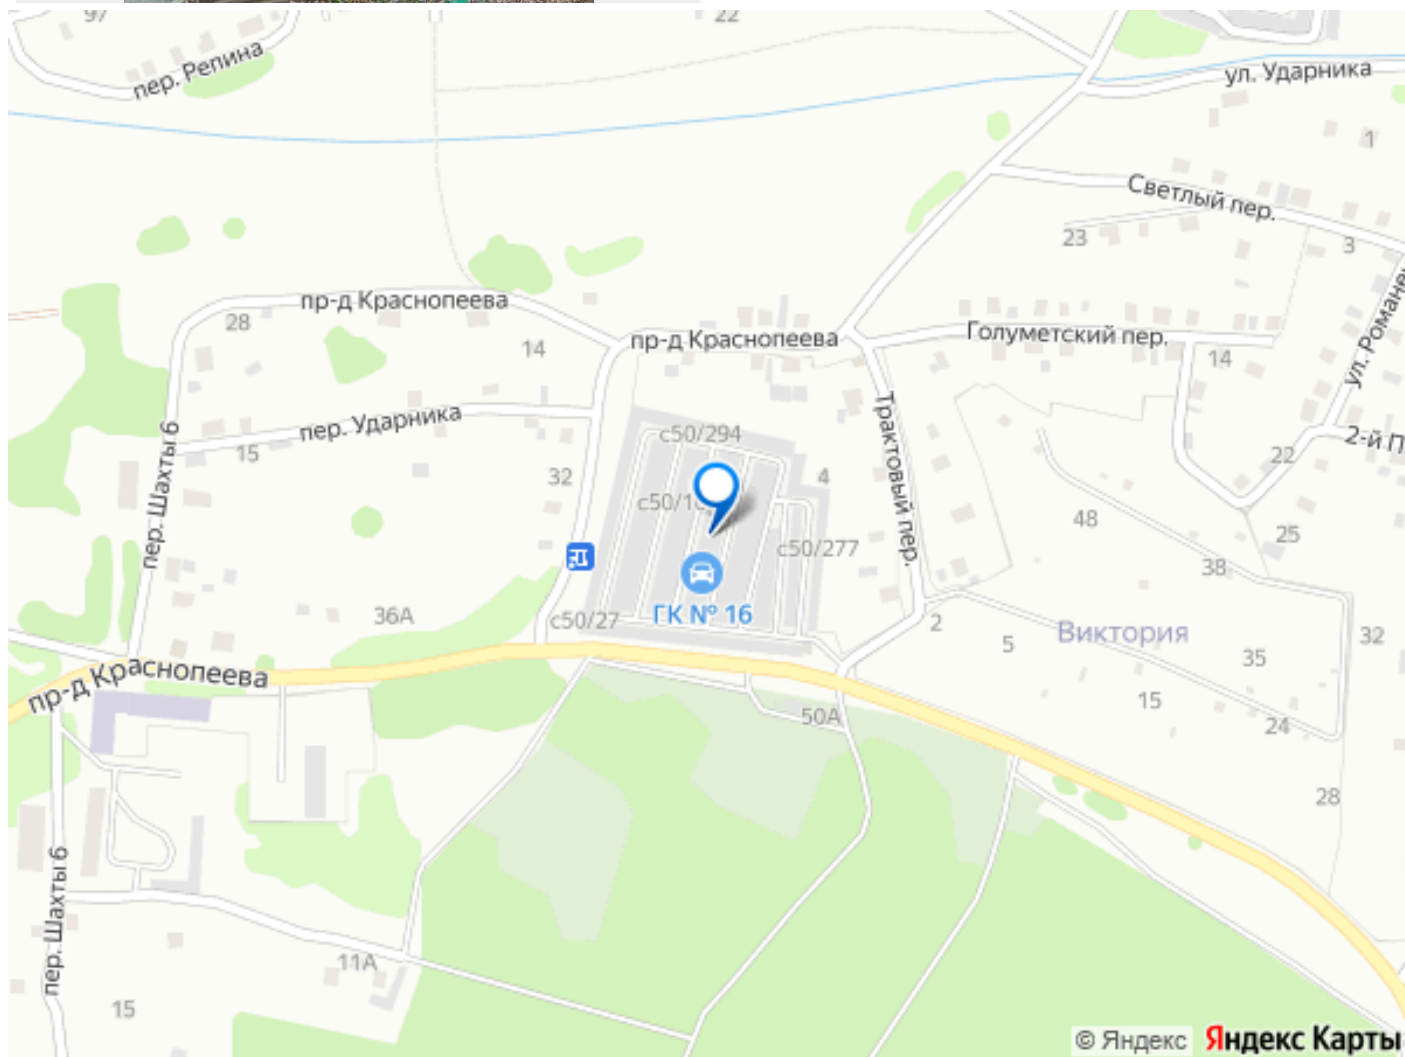 97
22
пер. Репина
ул. Ударника
1
Светлый пер.
23
3
пр-д Краснопеева
28
14
пр-д Краснопеева
Голуметский пер.
14
ул. Романе
пер. Ударника
15
с50/294
Трактовый пер.
2-й П
22
пер. Шахты 6
32
4
с50/1
48
25
с50/277
38
36А
с50/27
ГК № 16
2
5
Виктория
35
32
пр-д Краснопеева
15
24
50А
28
пер. Шахты 6
11А
15
© Яндекс Яндекс Карты